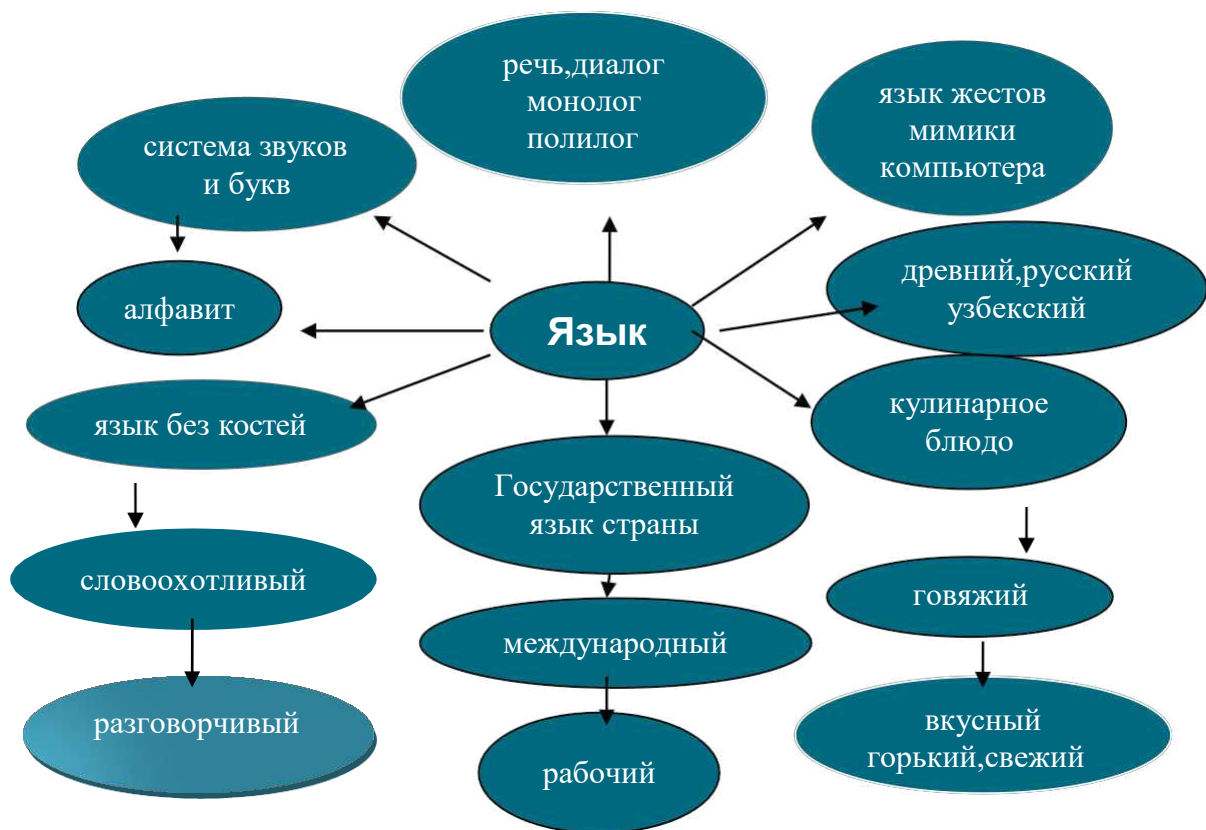 речь,диалог
монолог
полилог
язык жестов
мимики
компьютера
система звуков
и букв
древний,русский
узбекский
алфавит
Язык
кулинарное
блюдо
язык без костей
Государственный
язык страны
словоохотливый
говяжий
международный
разговорчивый
вкусный
горький,свежий
рабочий